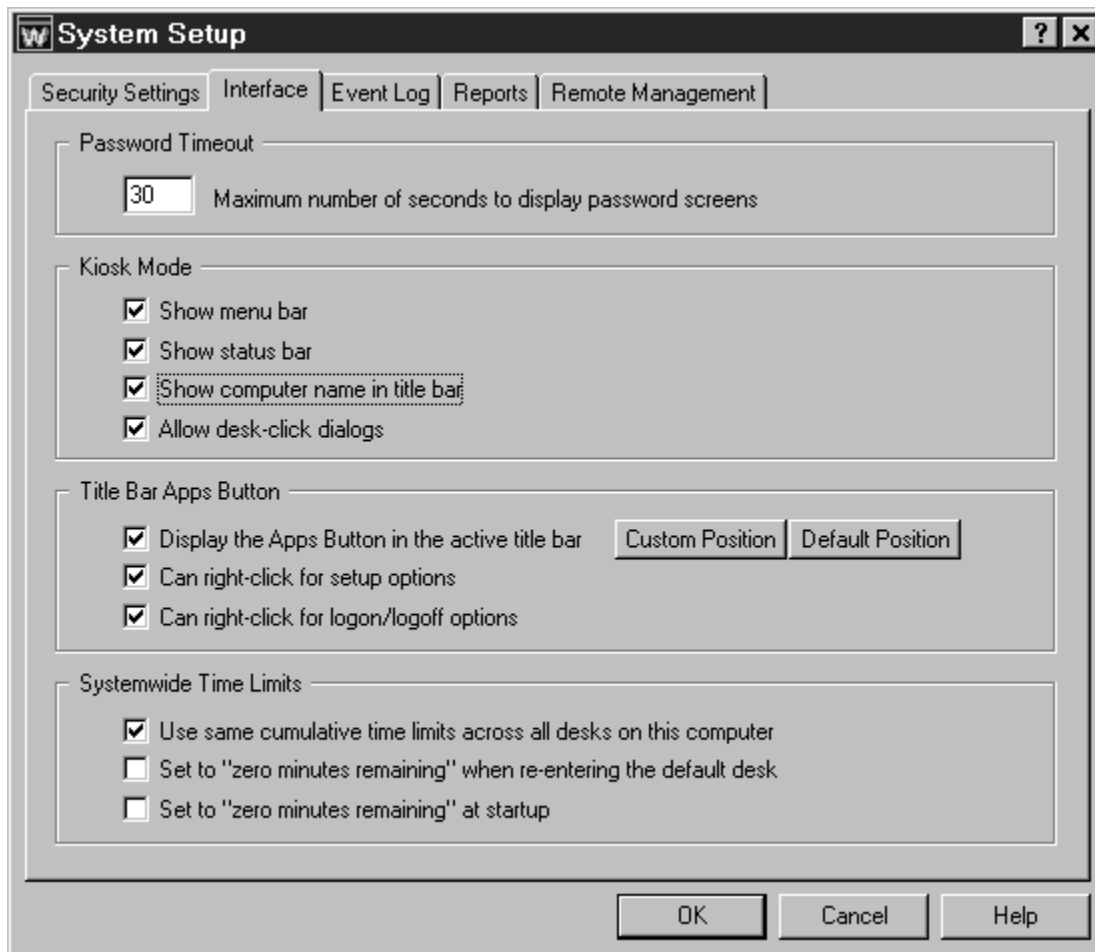 W System Setup ? X
Security Settings Interface Event Log Reports Remote Management
Password Timeout
30 Maximum number of seconds to display password screens
Kiosk Mode
Show menu bar
Show status bar
Show computer name in title bar
Allow desk-click dialogs
Title Bar Apps Button
Display the Apps Button in the active title bar Custom Position Default Position
Can right-click for setup options
Can right-click for logon/logoff options
Systemwide Time Limits
Use same cumulative time limits across all desks on this computer
Set to "zero minutes remaining" when re-entering the default desk
Set to "zero minutes remaining" at startup
OK Cancel Help